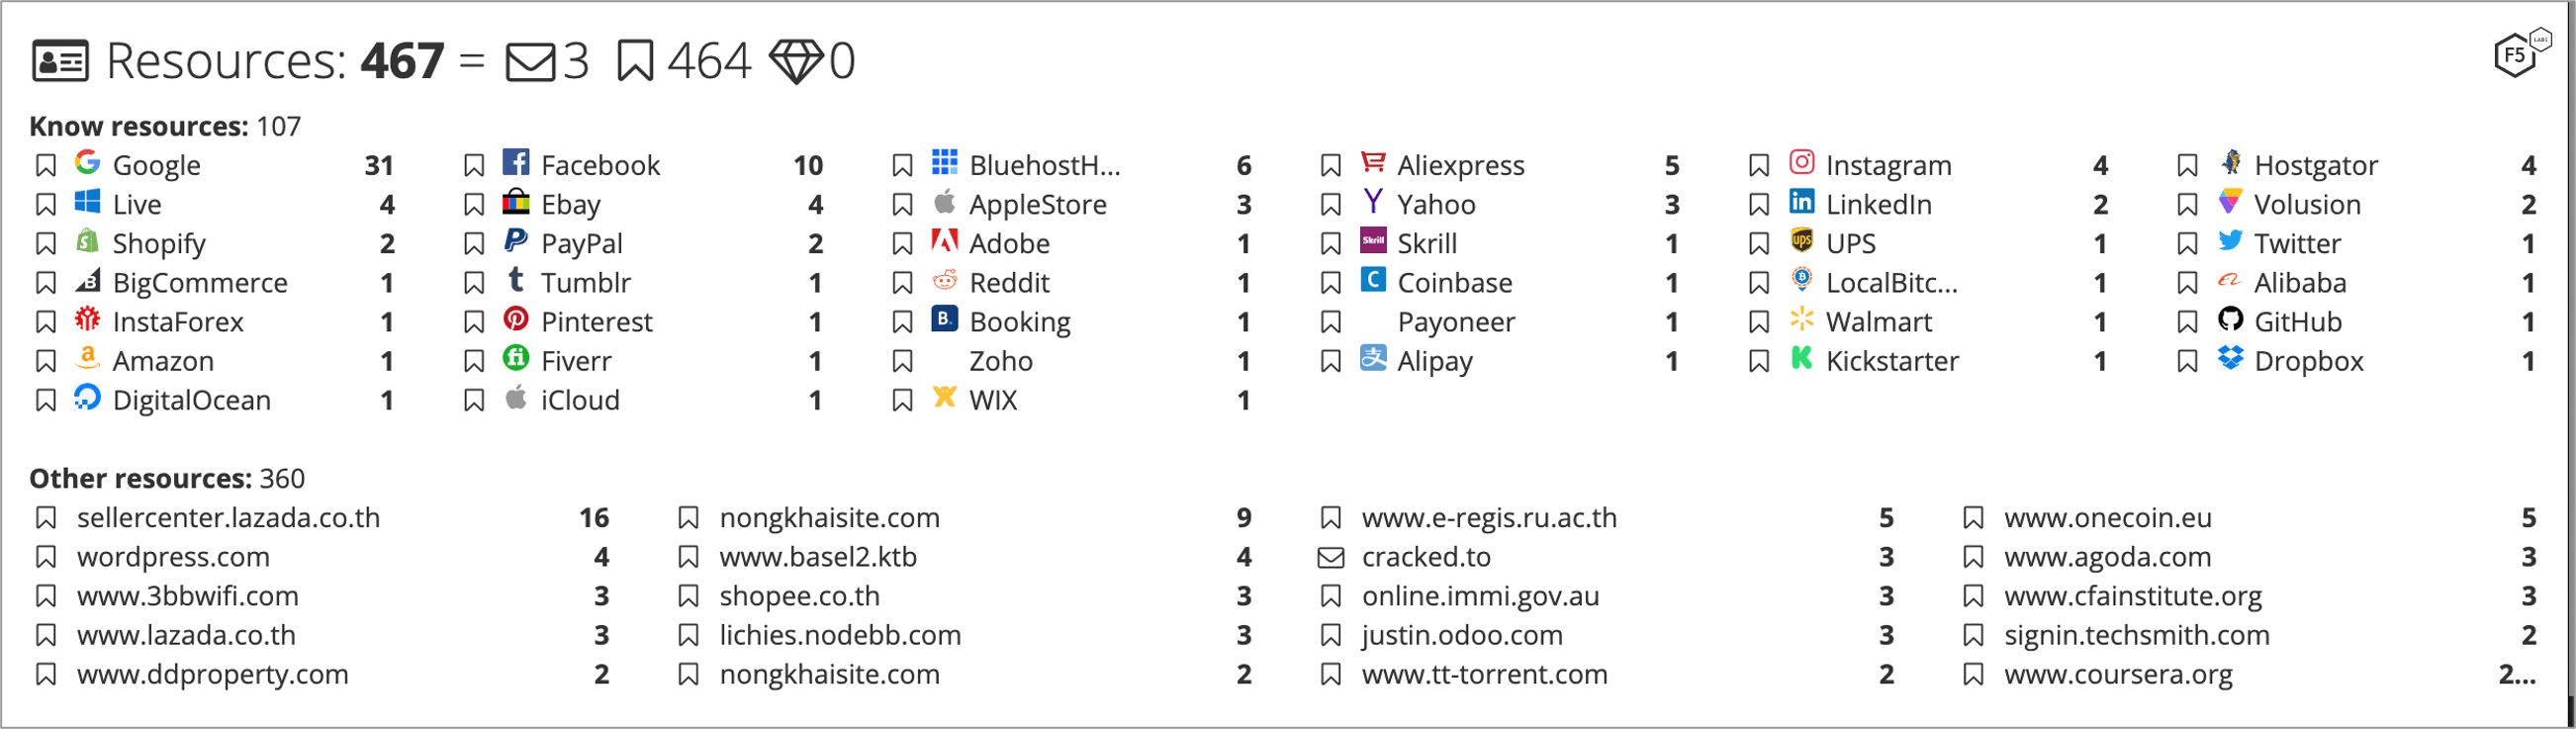 Resources: 467 = 3 464 0
F5 LABS
Know resources: 107
Google 31 Facebook 10 BluehostH... 6 Aliexpress 5 Instagram 4 Hostgator 4
Live 4 Ebay 4 AppleStore 3 Yahoo 3 LinkedIn 2 Volusion 2
Shopify 2 PayPal 2 Adobe 1 Skrill Skrill 1 UPS UPS 1 Twitter 1
BigCommerce 1 Tumblr 1 Reddit 1 Coinbase 1 LocalBitc... 1 Alibaba 1
InstaForex 1 Pinterest 1 Booking 1 Payoneer 1 Walmart 1 GitHub 1
Amazon 1 Fiverr 1 Zoho 1 Alipay 1 Kickstarter 1 Dropbox 1
DigitalOcean 1 iCloud 1 WIX 1
Other resources: 360
sellercenter.lazada.co.th 16 nongkhaisite.com 9 www.e-regis.ru.ac.th 5 www.onecoin.eu 5
wordpress.com 4 www.basel2.ktb 4 cracked.to 3 www.agoda.com 3
www.3bbwifi.com 3 shopee.co.th 3 online.immi.gov.au 3 www.cfainstitute.org 3
www.lazada.co.th 3 lichies.nodebb.com 3 justin.odoo.com 3 signin.techsmith.com 2
www.ddproperty.com 2 nongkhaisite.com 2 www.tt-torrent.com 2 www.coursera.org 2...